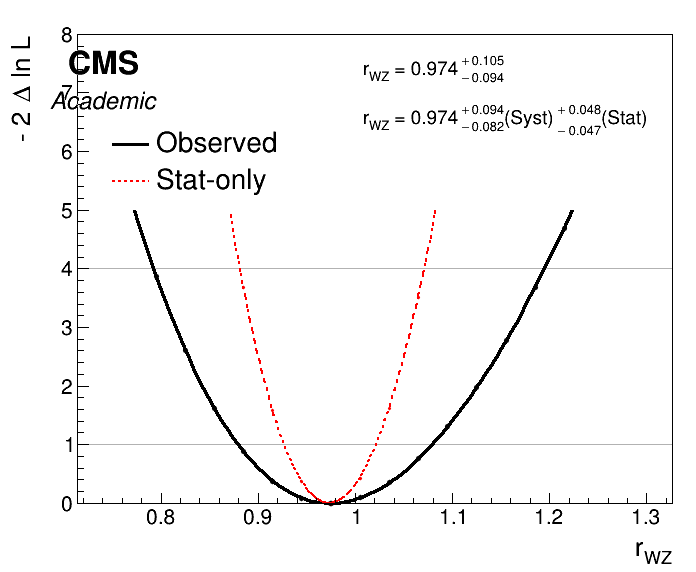 - 2 Δ ln L
8
7
6
5
4
3
2
1
0
CMS
Academic
Observed
Stat-only
r_WZ = 0.974 +0.105 −0.094
r_WZ = 0.974 +0.094 −0.082 (Syst) +0.048 −0.047 (Stat)
0.8 0.9 1 1.1 1.2 1.3
r_WZ